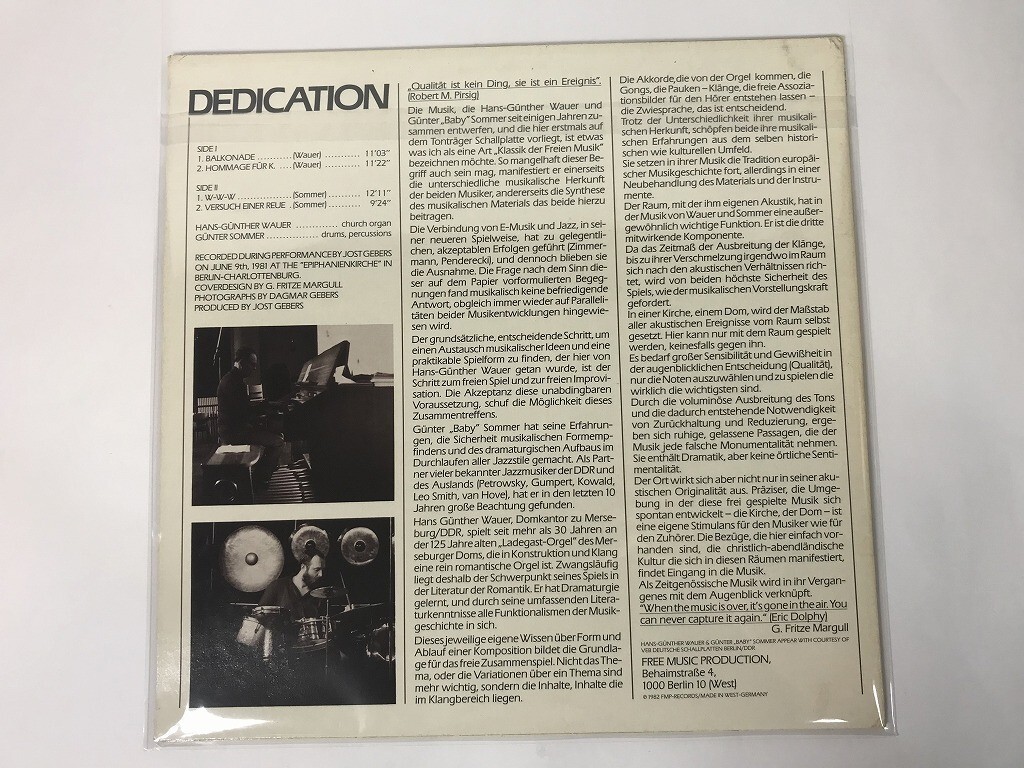 DEDICATION
SIDE I
1. BALKONADE ........... (Wauer) ........... 11'03"
2. HOMMAGE FÜR K. .... (Wauer) ........... 11'22"
SIDE II
1. W-W-W ................. (Sommer) .......... 12'11"
2. VERSUCH EINER REUE . (Sommer) .......... 9'24"
HANS-GÜNTHER WAUER ............ church organ
GÜNTER SOMMER ............... drums, percussions
RECORDED DURING PERFORMANCE BY JOST GEBERS
ON JUNE 9th, 1981 AT THE "EPIPHANIENKIRCHE" IN
BERLIN-CHARLOTTENBURG.
COVERDESIGN BY G. FRITZE MARGULL
PHOTOGRAPHS BY DAGMAR GEBERS
PRODUCED BY JOST GEBERS
„Qualität ist kein Ding, sie ist ein Ereignis".
(Robert M. Pirsig)
Die Musik, die Hans-Günther Wauer und
Günter „Baby" Sommer seit einigen Jahren zu-
sammen entwerfen, und die hier erstmals auf
dem Tonträger Schallplatte vorliegt, ist etwas
was ich als eine Art „Klassik der Freien Musik"
bezeichnen möchte. So mangelhaft dieser Be-
griff auch sein mag, manifestiert er einerseits
die unterschiedliche musikalische Herkunft
der beiden Musiker, andererseits die Synthese
des musikalischen Materials das beide hierzu
beitragen.
Die Verbindung von E-Musik und Jazz, in sei-
ner neueren Spielweise, hat zu gelegentli-
chen, akzeptablen Erfolgen geführt (Zimmer-
mann, Penderecki), und dennoch blieben sie
die Ausnahme. Die Frage nach dem Sinn die-
ser auf dem Papier vorformulierten Begeg-
nungen fand musikalisch keine befriedigende
Antwort, obgleich immer wieder auf Paralleli-
täten beider Musikentwicklungen hingewie-
sen wird.
Der grundsätzliche, entscheidende Schritt, um
einen Austausch musikalischer Ideen und eine
praktikable Spielform zu finden, der hier von
Hans-Günther Wauer getan wurde, ist der
Schritt zum freien Spiel und zur freien Improvi-
sation. Die Akzeptanz diese unabdingbaren
Voraussetzung, schuf die Möglichkeit dieses
Zusammentreffens.
Günter „Baby" Sommer hat seine Erfahrun-
gen, die Sicherheit musikalischen Formemp-
findens und des dramaturgischen Aufbaus im
Durchlaufen aller Jazzstile gemacht. Als Part-
ner vieler bekannter Jazzmusiker der DDR und
des Auslands (Petrowsky, Gumpert, Kowald,
Leo Smith, van Hove), hat er in den letzten 10
Jahren große Beachtung gefunden.
Hans Günther Wauer, Domkantor zu Merse-
burg/DDR, spielt seit mehr als 30 Jahren an
der 125 Jahre alten „Ladegast-Orgel" des Mer-
seburger Doms, die in Konstruktion und Klang
eine rein romantische Orgel ist. Zwangsläufig
liegt deshalb der Schwerpunkt seines Spiels in
der Literatur der Romantik. Er hat Dramaturgie
gelernt, und durch seine umfassenden Litera-
turkenntnisse alle Funktionalismen der Musik-
geschichte in sich.
Dieses jeweilige eigene Wissen über Form und
Ablauf einer Komposition bildet die Grundla-
ge für das freie Zusammenspiel. Nicht das The-
ma, oder die Variationen über ein Thema sind
mehr wichtig, sondern die Inhalte, Inhalte die
im Klangbereich liegen.
Die Akkorde, die von der Orgel kommen, die
Gongs, die Pauken – Klänge, die freie Assozia-
tionsbilder für den Hörer entstehen lassen –
die Zwiesprache, das ist entscheidend.
Trotz der Unterschiedlichkeit ihrer musikali-
schen Herkunft, schöpfen beide ihre musikali-
schen Erfahrungen aus dem selben histori-
schen wie kulturellen Umfeld.
Sie setzen in ihrer Musik die Tradition europäi-
scher Musikgeschichte fort, allerdings in einer
Neubehandlung des Materials und der Instru-
mente.
Der Raum, mit der ihm eigenen Akustik, hat in
der Musik von Wauer und Sommer eine außer-
gewöhnlich wichtige Funktion. Er ist die dritte
mitwirkende Komponente.
Da das Zeitmaß der Ausbreitung der Klänge,
bis zu ihrer Verschmelzung irgendwo im Raum
sich nach den akustischen Verhältnissen rich-
tet, wird von beiden höchste Sicherheit des
Spiels, wie der musikalischen Vorstellungskraft
gefordert.
In einer Kirche, einem Dom, wird der Maßstab
aller akustischen Ereignisse vom Raum selbst
gesetzt. Hier kann nur mit dem Raum gespielt
werden, keinesfalls gegen ihn.
Es bedarf großer Sensibilität und Gewißheit in
der augenblicklichen Entscheidung (Qualität),
nur die Noten auszuwählen und zu spielen die
wirklich die wichtigsten sind.
Durch die voluminöse Ausbreitung des Tons
und die dadurch entstehende Notwendigkeit
von Zurückhaltung und Reduzierung, erge-
ben sich ruhige, gelassene Passagen, die der
Musik jede falsche Monumentalität nehmen.
Sie enthält Dramatik, aber keine örtliche Senti-
mentalität.
Der Ort wirkt sich aber nicht nur in seiner aku-
stischen Originalität aus. Präziser, die Umge-
bung in der diese frei gespielte Musik sich
spontan entwickelt – die Kirche, der Dom – ist
eine eigene Stimulans für den Musiker wie für
den Zuhörer. Die Bezüge, die hier einfach vor-
handen sind, die christlich-abendländische
Kultur die sich in diesen Räumen manifestiert,
findet Eingang in die Musik.
Als Zeitgenössische Musik wird in ihr Vergan-
genes mit dem Augenblick verknüpft.
"When the music is over, it's gone in the air. You
can never capture it again." (Eric Dolphy)
G. Fritze Margull
HANS-GÜNTHER WAUER & GÜNTER „BABY" SOMMER APPEAR WITH COURTESY OF
VEB DEUTSCHE SCHALLPLATTEN BERLIN/DDR
FREE MUSIC PRODUCTION,
Behaimstraße 4,
1000 Berlin 10 (West)
℗ 1982 FMP-RECORDS/MADE IN WEST-GERMANY